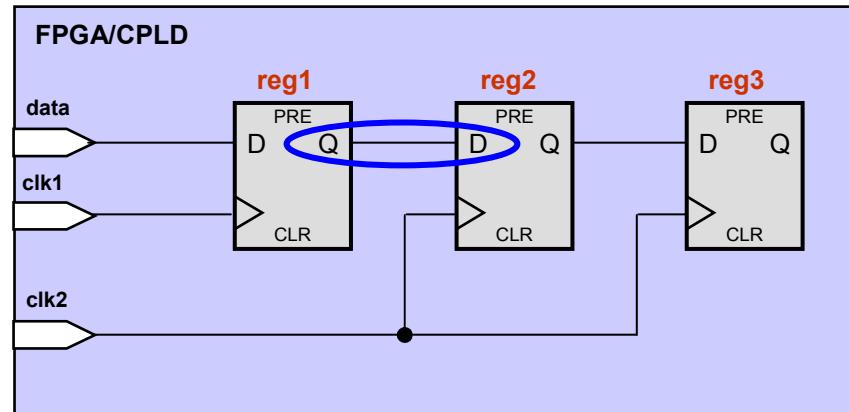 FPGA/CPLD
reg1 reg2 reg3
data
PRE PRE PRE
D Q D Q D Q
clk1
CLR CLR CLR
clk2